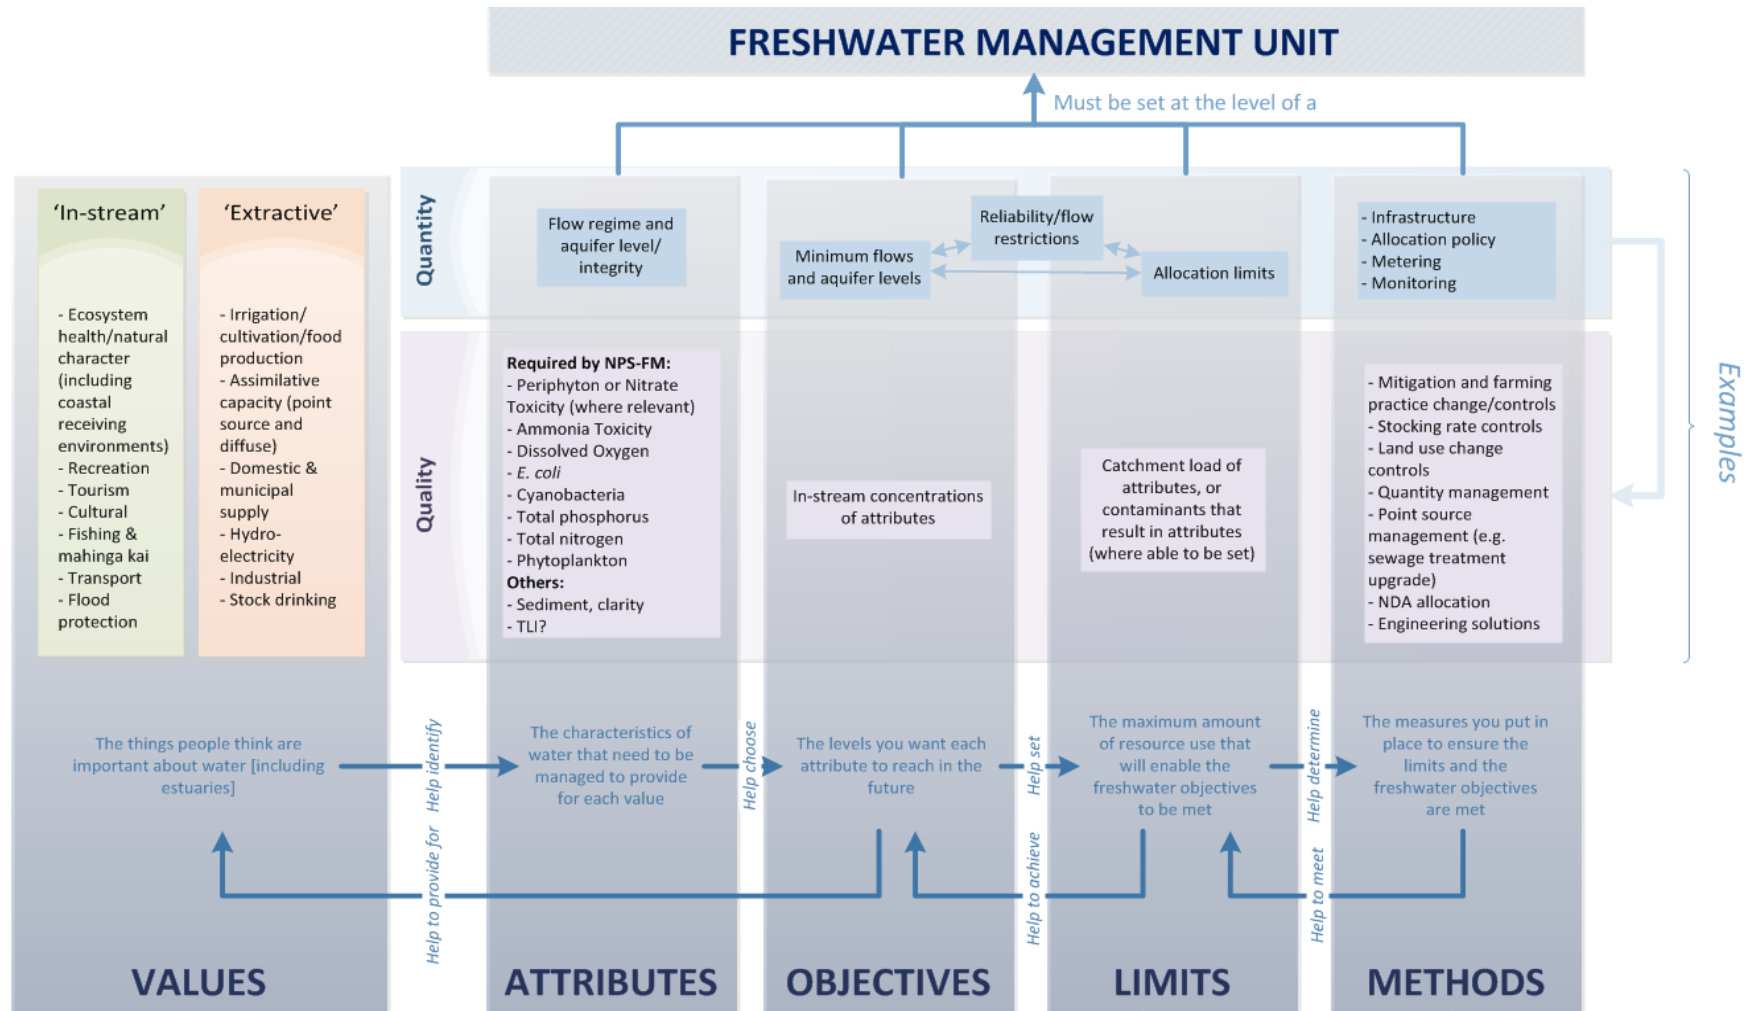 FRESHWATER MANAGEMENT UNIT
Must be set at the level of a
'In-stream'
- Ecosystem
health/natural
character
(including
coastal
receiving
environments)
- Recreation
- Tourism
- Cultural
- Fishing &
mahinga kai
- Transport
- Flood
protection
'Extractive'
- Irrigation/
cultivation/food
production
- Assimilative
capacity (point
source and
diffuse)
- Domestic &
municipal
supply
- Hydro-
electricity
- Industrial
- Stock drinking
Quantity
Flow regime and
aquifer level/
integrity
Minimum flows
and aquifer levels
Reliability/flow
restrictions
Allocation limits
- Infrastructure
- Allocation policy
- Metering
- Monitoring
Quality
Required by NPS-FM:
- Periphyton or Nitrate
Toxicity (where relevant)
- Ammonia Toxicity
- Dissolved Oxygen
- E. coli
- Cyanobacteria
- Total phosphorus
- Total nitrogen
- Phytoplankton
Others:
- Sediment, clarity
- TLI?
In-stream concentrations
of attributes
Catchment load of
attributes, or
contaminants that
result in attributes
(where able to be set)
- Mitigation and farming
practice change/controls
- Stocking rate controls
- Land use change
controls
- Quantity management
- Point source
management (e.g.
sewage treatment
upgrade)
- NDA allocation
- Engineering solutions
Examples
The things people think are
important about water [including
estuaries]
Help identify
The characteristics of
water that need to be
managed to provide
for each value
Help choose
The levels you want each
attribute to reach in the
future
Help set
The maximum amount
of resource use that
will enable the
freshwater objectives
to be met
Help determine
The measures you put in
place to ensure the
limits and the
freshwater objectives
are met
Help to provide for
Help to achieve
Help to meet
VALUES
ATTRIBUTES
OBJECTIVES
LIMITS
METHODS